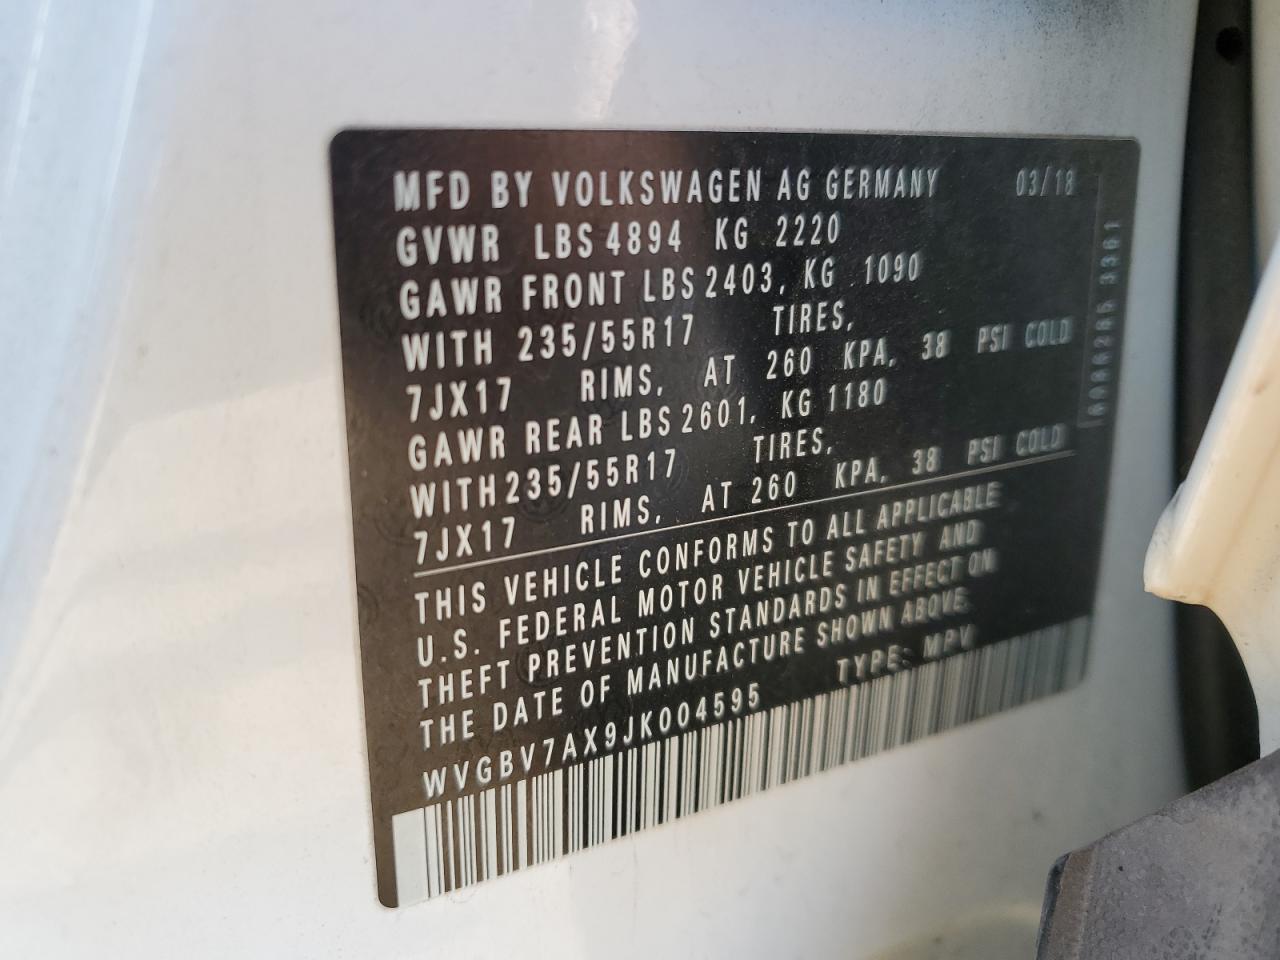 MFD BY VOLKSWAGEN AG GERMANY 03/18
GVWR LBS 4894 KG 2220
GAWR FRONT LBS 2403, KG 1090
WITH 235/55R17 TIRES,
7JX17 RIMS, AT 260 KPA, 38 PSI COLD
GAWR REAR LBS 2601, KG 1180
WITH 235/55R17 TIRES,
7JX17 RIMS, AT 260 KPA, 38 PSI COLD
THIS VEHICLE CONFORMS TO ALL APPLICABLE
U.S. FEDERAL MOTOR VEHICLE SAFETY AND
THEFT PREVENTION STANDARDS IN EFFECT ON
THE DATE OF MANUFACTURE SHOWN ABOVE.
TYPE: MPV
WVGBV7AX9JK004595